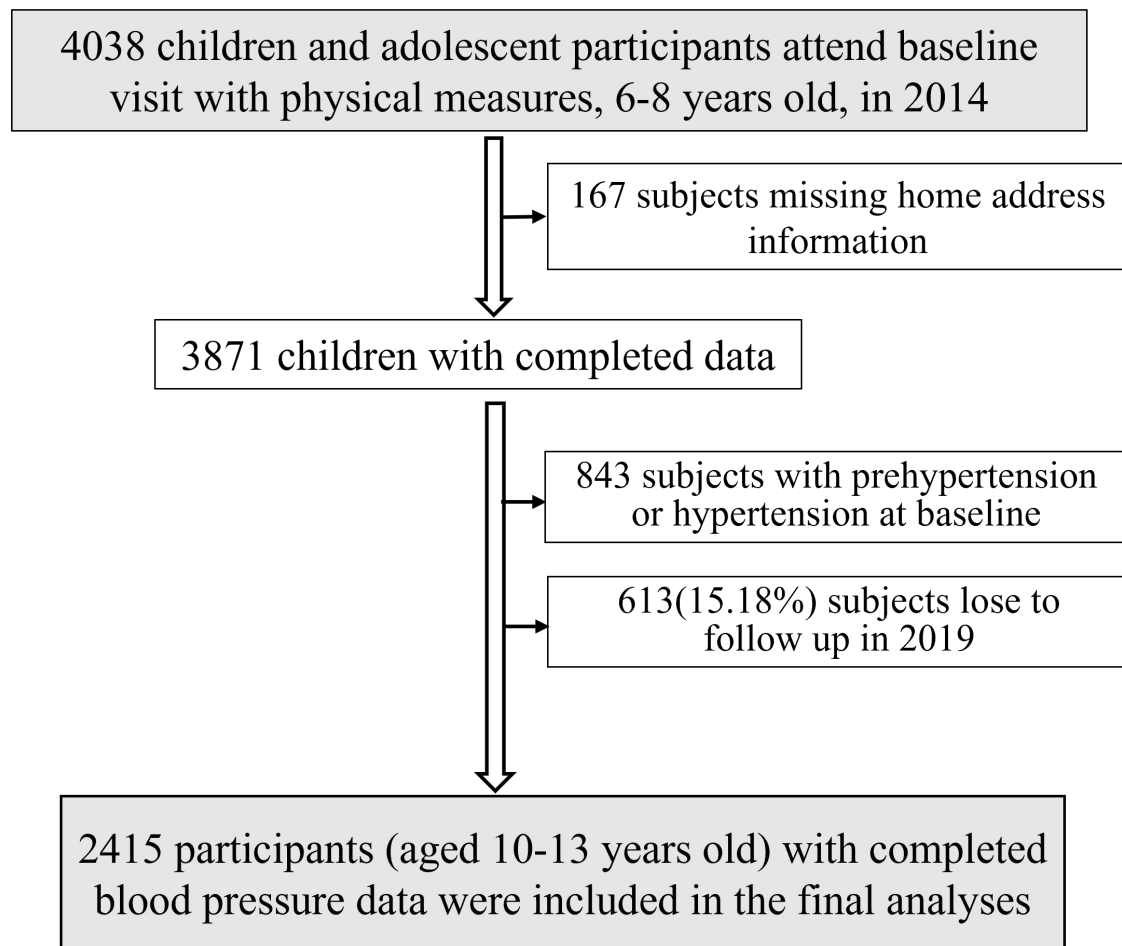 4038 children and adolescent participants attend baseline
visit with physical measures, 6-8 years old, in 2014
167 subjects missing home address
information
3871 children with completed data
843 subjects with prehypertension
or hypertension at baseline
613(15.18%) subjects lose to
follow up in 2019
2415 participants (aged 10-13 years old) with completed
blood pressure data were included in the final analyses